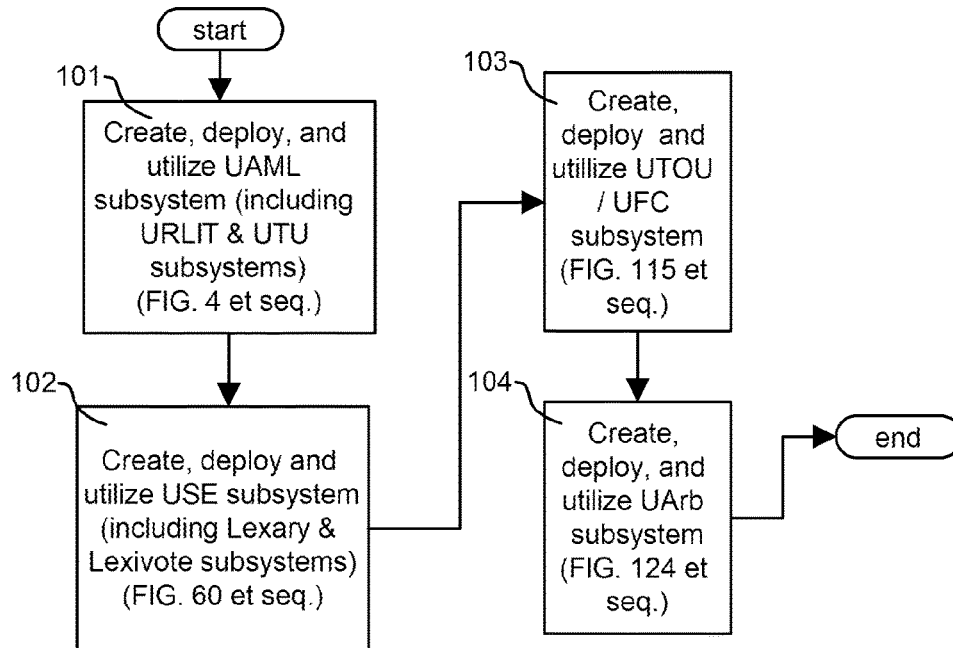 start
101
Create, deploy, and
utilize UAML
subsystem (including
URLIT & UTU
subsystems)
(FIG. 4 et seq.)
102
Create, deploy and
utilize USE subsystem
(including Lexary &
Lexivote subsystems)
(FIG. 60 et seq.)
103
Create,
deploy and
utillize UTOU
/ UFC
subsystem
(FIG. 115 et
seq.)
104
Create,
deploy, and
utilize UArb
subsystem
(FIG. 124 et
seq.)
end